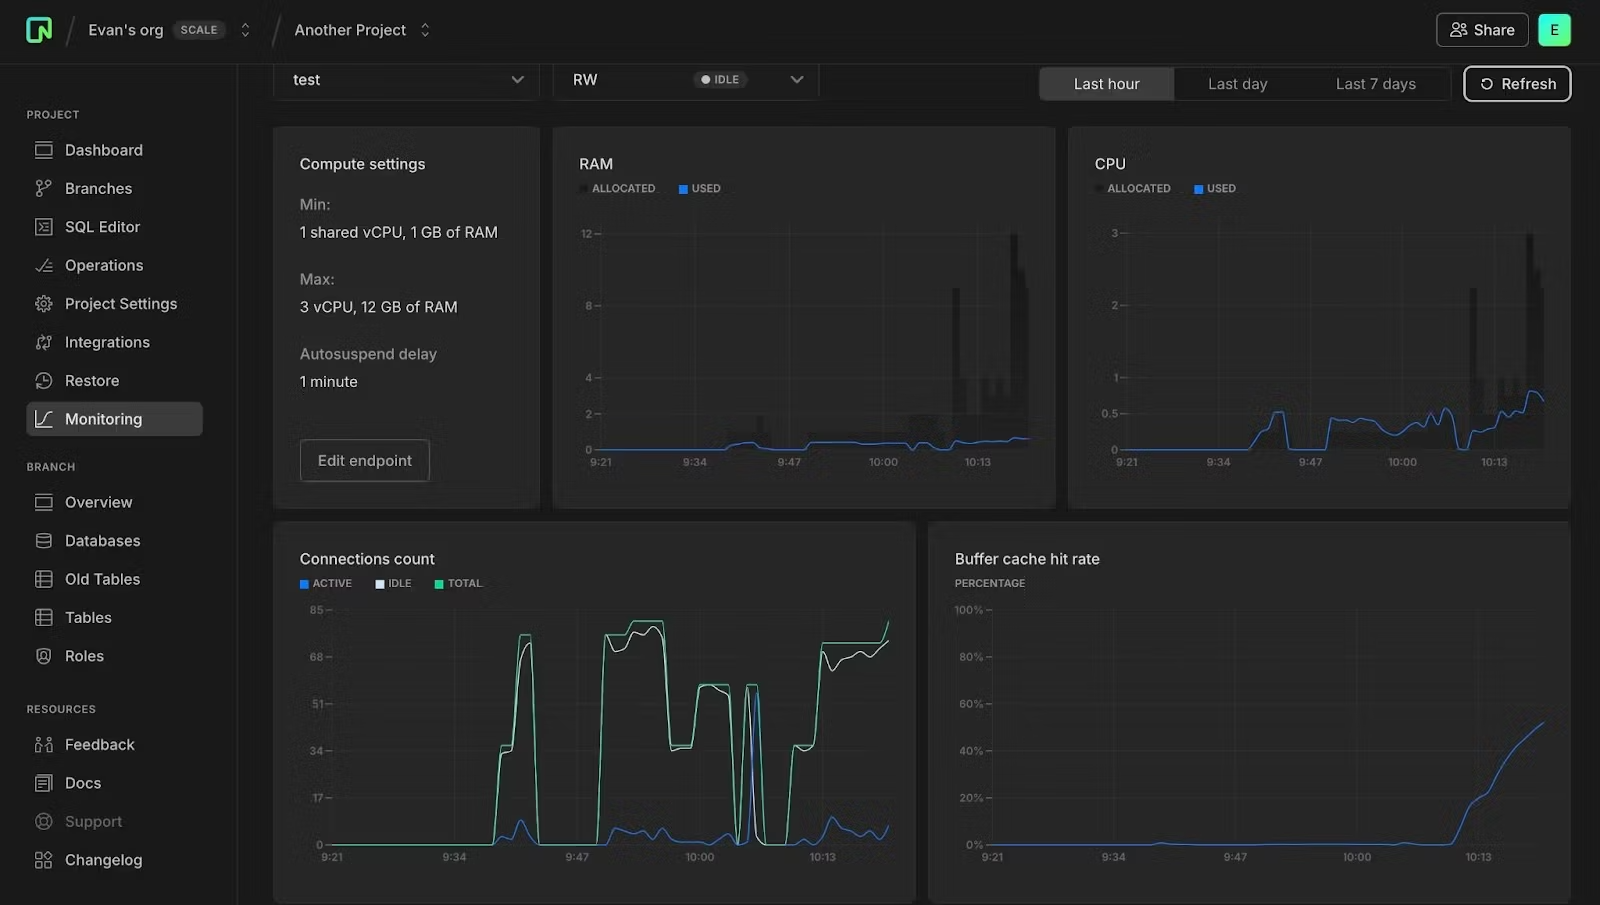 Evan's org SCALE
Another Project
Share
E
test
RW IDLE
Last hour
Last day
Last 7 days
Refresh
PROJECT
Dashboard
Branches
SQL Editor
Operations
Project Settings
Integrations
Restore
Monitoring
BRANCH
Overview
Databases
Old Tables
Tables
Roles
RESOURCES
Feedback
Docs
Support
Changelog
Compute settings
Min:
1 shared vCPU, 1 GB of RAM
Max:
3 vCPU, 12 GB of RAM
Autosuspend delay
1 minute
Edit endpoint
RAM
ALLOCATED USED
12
8
4
2
0
9:21 9:34 9:47 10:00 10:13
CPU
ALLOCATED USED
3
2
1
0.5
0
9:21 9:34 9:47 10:00 10:13
Connections count
ACTIVE IDLE TOTAL
85
68
51
34
17
0
9:21 9:34 9:47 10:00 10:13
Buffer cache hit rate
PERCENTAGE
100%
80%
60%
40%
20%
0%
9:21 9:34 9:47 10:00 10:13